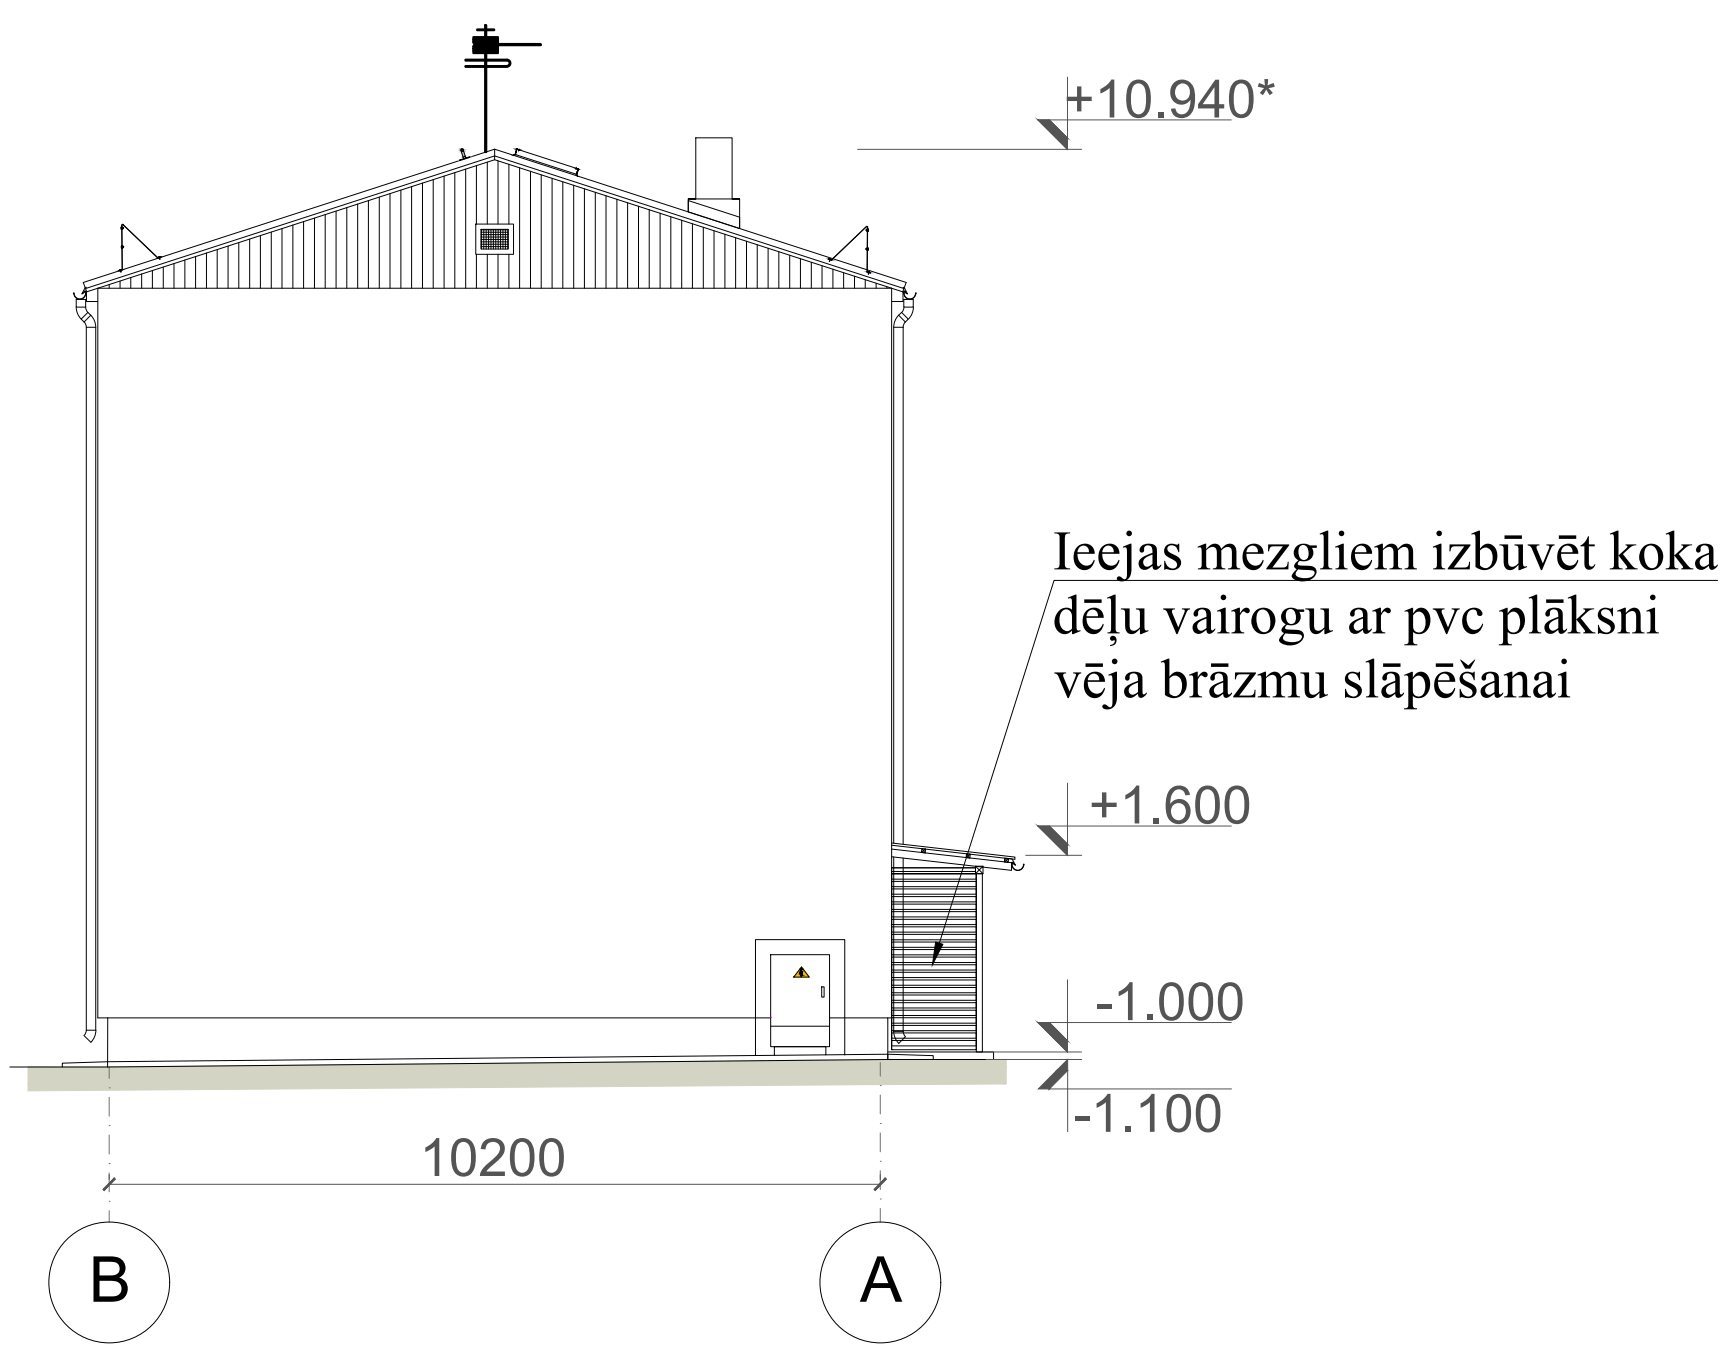 +10.940*
Ieejas mezgliem izbūvēt koka
dēļu vairogu ar pvc plāksni
vēja brāzmu slāpēšanai
+1.600
-1.000
-1.100
10200
B
A